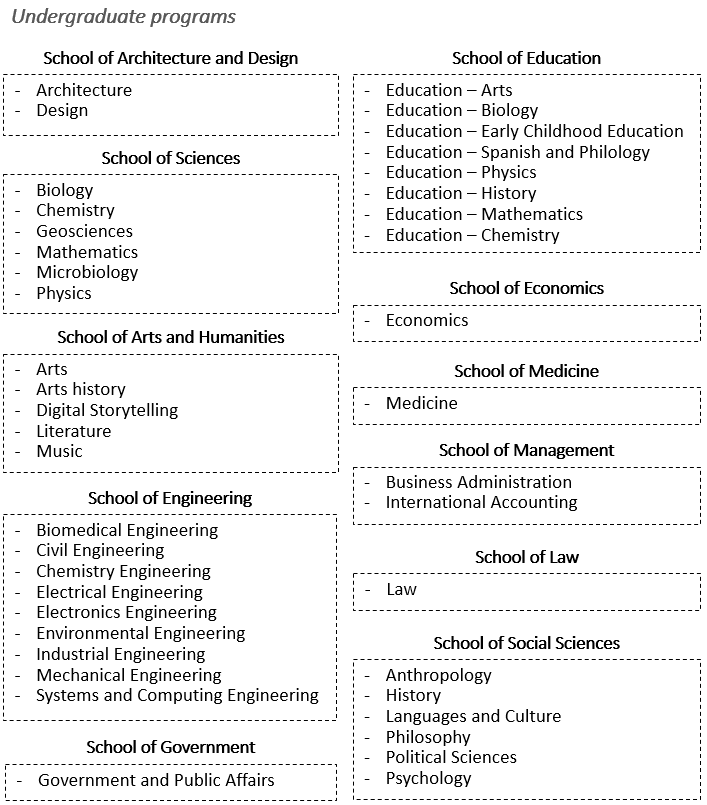 Undergraduate programs
School of Architecture and Design
- Architecture
- Design
School of Sciences
- Biology
- Chemistry
- Geosciences
- Mathematics
- Microbiology
- Physics
School of Arts and Humanities
- Arts
- Arts history
- Digital Storytelling
- Literature
- Music
School of Engineering
- Biomedical Engineering
- Civil Engineering
- Chemistry Engineering
- Electrical Engineering
- Electronics Engineering
- Environmental Engineering
- Industrial Engineering
- Mechanical Engineering
- Systems and Computing Engineering
School of Government
- Government and Public Affairs
School of Education
- Education – Arts
- Education – Biology
- Education – Early Childhood Education
- Education – Spanish and Philology
- Education – Physics
- Education – History
- Education – Mathematics
- Education – Chemistry
School of Economics
- Economics
School of Medicine
- Medicine
School of Management
- Business Administration
- International Accounting
School of Law
- Law
School of Social Sciences
- Anthropology
- History
- Languages and Culture
- Philosophy
- Political Sciences
- Psychology